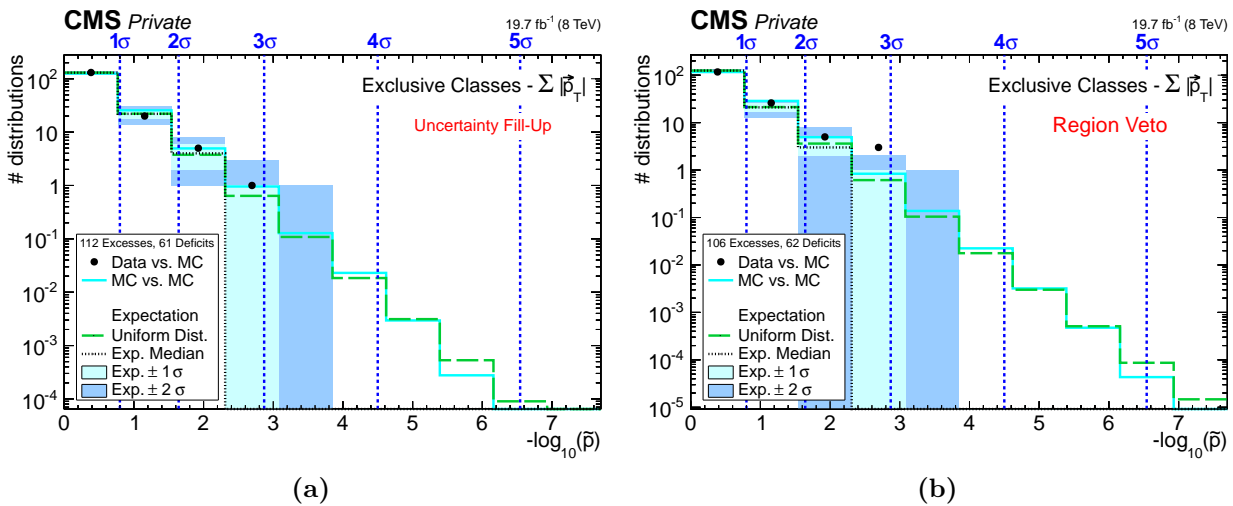 CMS Private
19.7 fb⁻¹ (8 TeV)
1σ 2σ 3σ 4σ 5σ
Exclusive Classes - Σ |p⃗_T|
Uncertainty Fill-Up
# distributions
10²
10
1
10⁻¹
10⁻²
10⁻³
10⁻⁴
112 Excesses, 61 Deficits
Data vs. MC
MC vs. MC
Expectation
Uniform Dist.
Exp. Median
Exp. ± 1 σ
Exp. ± 2 σ
0 1 2 3 4 5 6 7
-log₁₀(p̃)
(a)
CMS Private
19.7 fb⁻¹ (8 TeV)
1σ 2σ 3σ 4σ 5σ
Exclusive Classes - Σ |p⃗_T|
Region Veto
# distributions
10²
10
1
10⁻¹
10⁻²
10⁻³
10⁻⁴
10⁻⁵
106 Excesses, 62 Deficits
Data vs. MC
MC vs. MC
Expectation
Uniform Dist.
Exp. Median
Exp. ± 1 σ
Exp. ± 2 σ
0 1 2 3 4 5 6 7
-log₁₀(p̃)
(b)